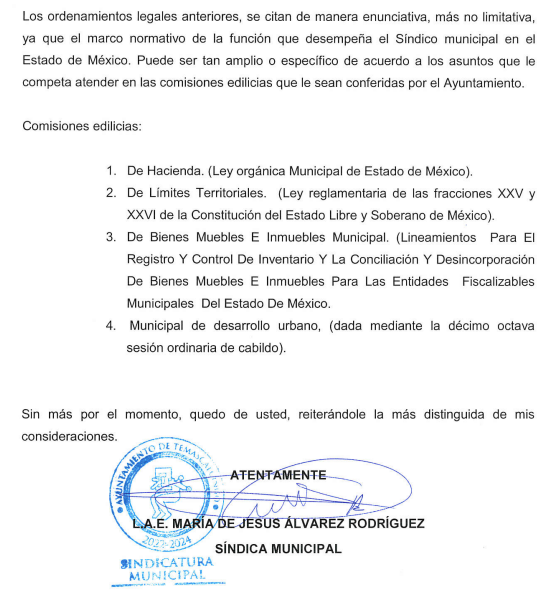 Los ordenamientos legales anteriores, se citan de manera enunciativa, más no limitativa,
ya que el marco normativo de la función que desempeña el Síndico municipal en el
Estado de México. Puede ser tan amplio o específico de acuerdo a los asuntos que le
competa atender en las comisiones edilicias que le sean conferidas por el Ayuntamiento.
Comisiones edilicias:
1. De Hacienda. (Ley orgánica Municipal de Estado de México).
2. De Límites Territoriales. (Ley reglamentaria de las fracciones XXV y
XXVI de la Constitución del Estado Libre y Soberano de México).
3. De Bienes Muebles E Inmuebles Municipal. (Lineamientos Para El
Registro Y Control De Inventario Y La Conciliación Y Desincorporación
De Bienes Muebles E Inmuebles Para Las Entidades Fiscalizables
Municipales Del Estado De México.
4. Municipal de desarrollo urbano, (dada mediante la décimo octava
sesión ordinaria de cabildo).
Sin más por el momento, quedo de usted, reiterándole la más distinguida de mis
consideraciones.
AYUNTAMIENTO DE
ATENTAMENTE
L.A.E. MARÍA DE JESÚS ÁLVAREZ RODRÍGUEZ
2022-2024
SÍNDICA MUNICIPAL
SINDICATURA
MUNICIPAL